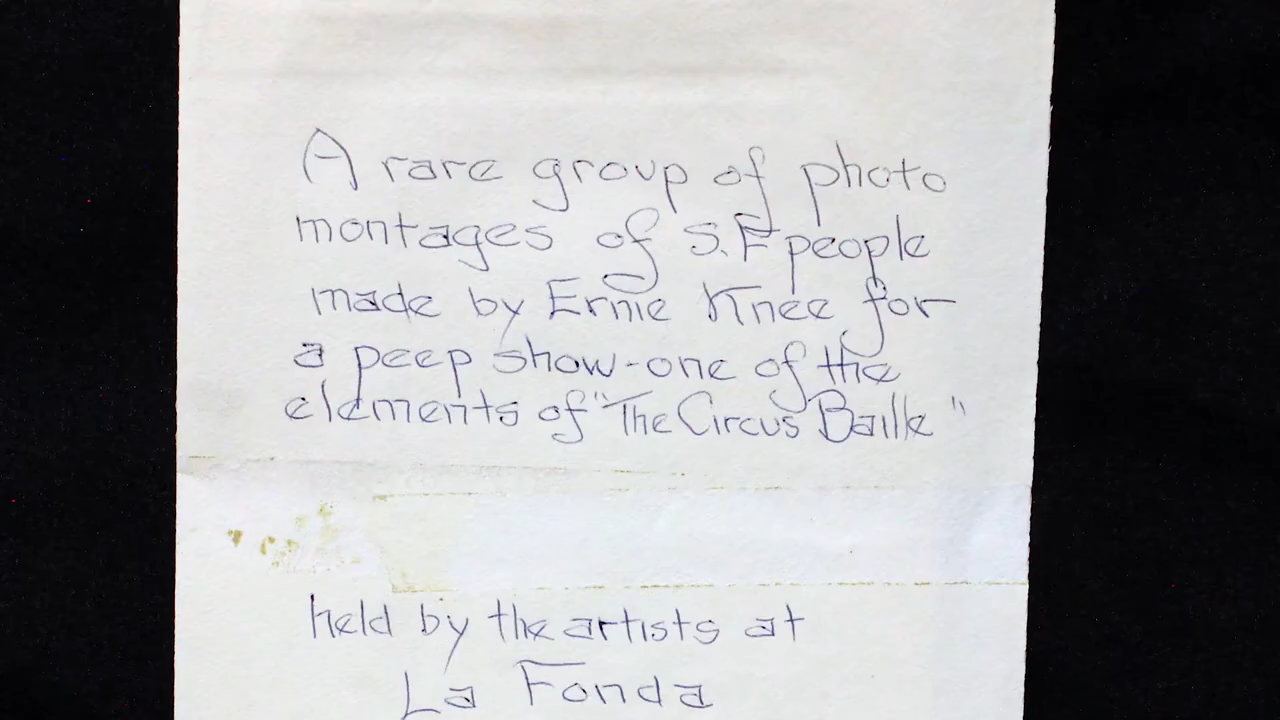 A rare group of photo
montages of S.F people
made by Ernie Knee for
a peep show-one of the
elements of "The Circus Baille"
held by the artists at
La Fonda